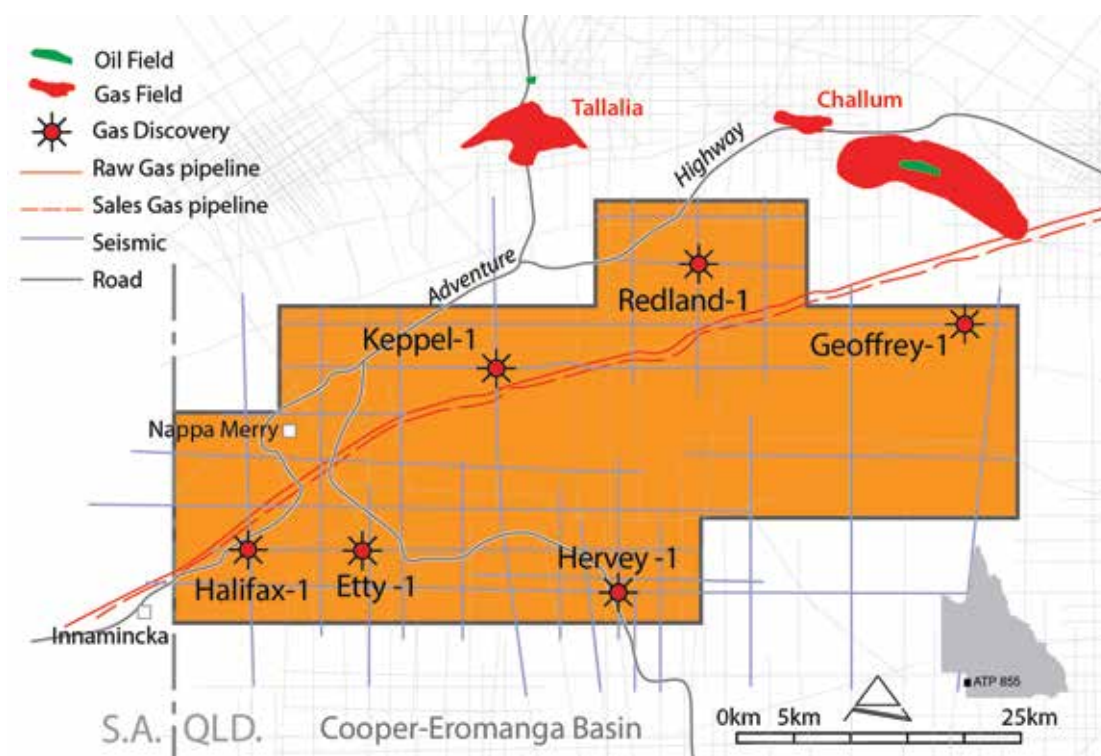 Oil Field
Gas Field
Gas Discovery
Raw Gas pipeline
Sales Gas pipeline
Seismic
Road
Tallalia
Challum
Highway
Adventure
Redland-1
Keppel-1
Geoffrey-1
Nappa Merry
Halifax-1
Etty -1
Hervey -1
Innamincka
ATP 855
S.A.
QLD.
Cooper-Eromanga Basin
0km 5km 25km